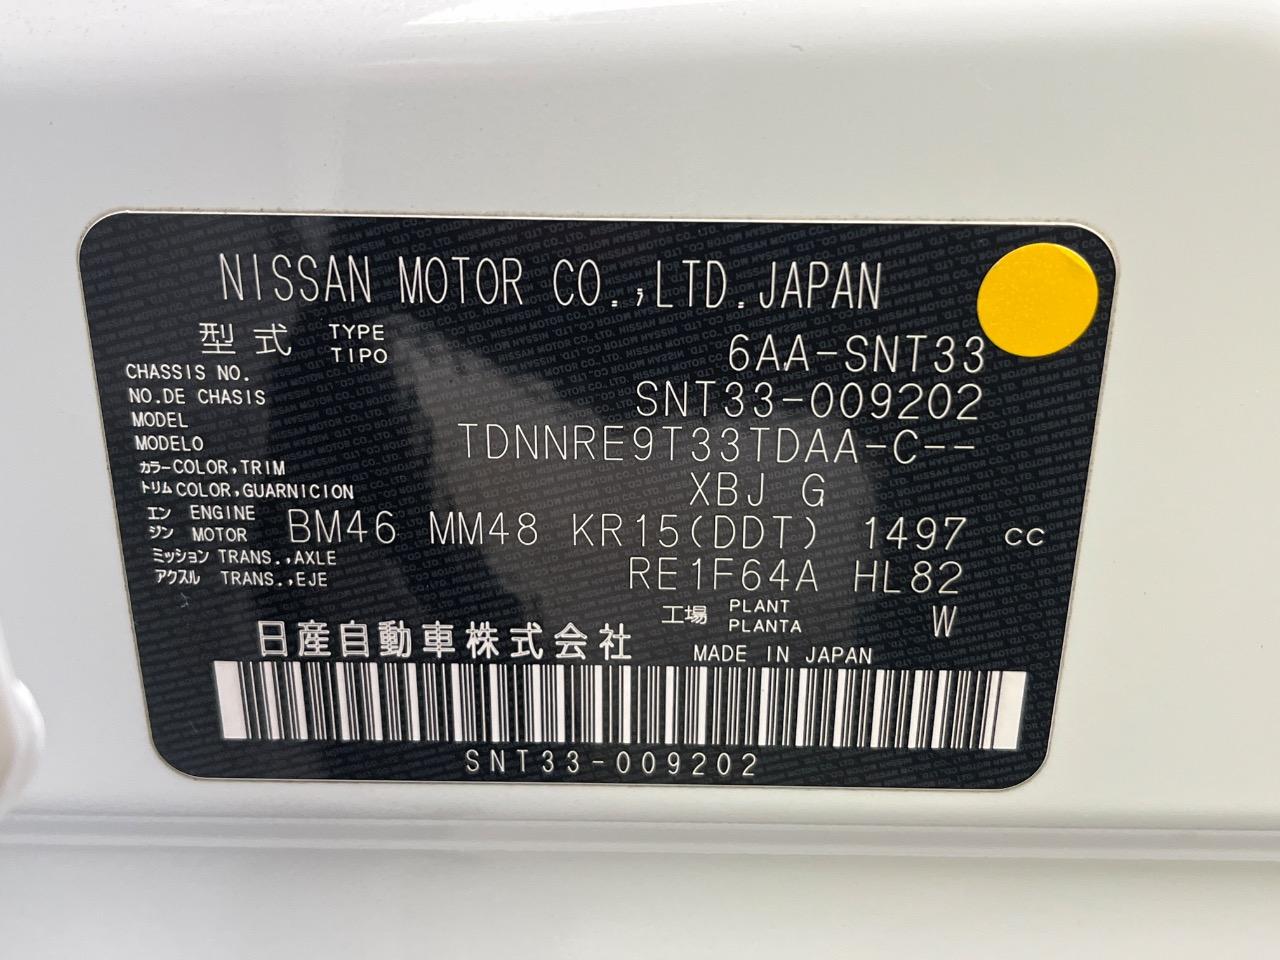 NISSAN MOTOR CO.,LTD.JAPAN
型式 TYPE TIPO 6AA-SNT33
CHASSIS NO.
NO.DE CHASIS SNT33-009202
MODEL
MODELO TDNNRE9T33TDAA-C--
カラー COLOR,TRIM
トリム COLOR,GUARNICION XBJ G
エン ENGINE
ジン MOTOR BM46 MM48 KR15(DDT) 1497 cc
ミッション TRANS.,AXLE
アクスル TRANS.,EJE RE1F64A HL82
工場 PLANT PLANTA W
日産自動車株式会社 MADE IN JAPAN
SNT33-009202